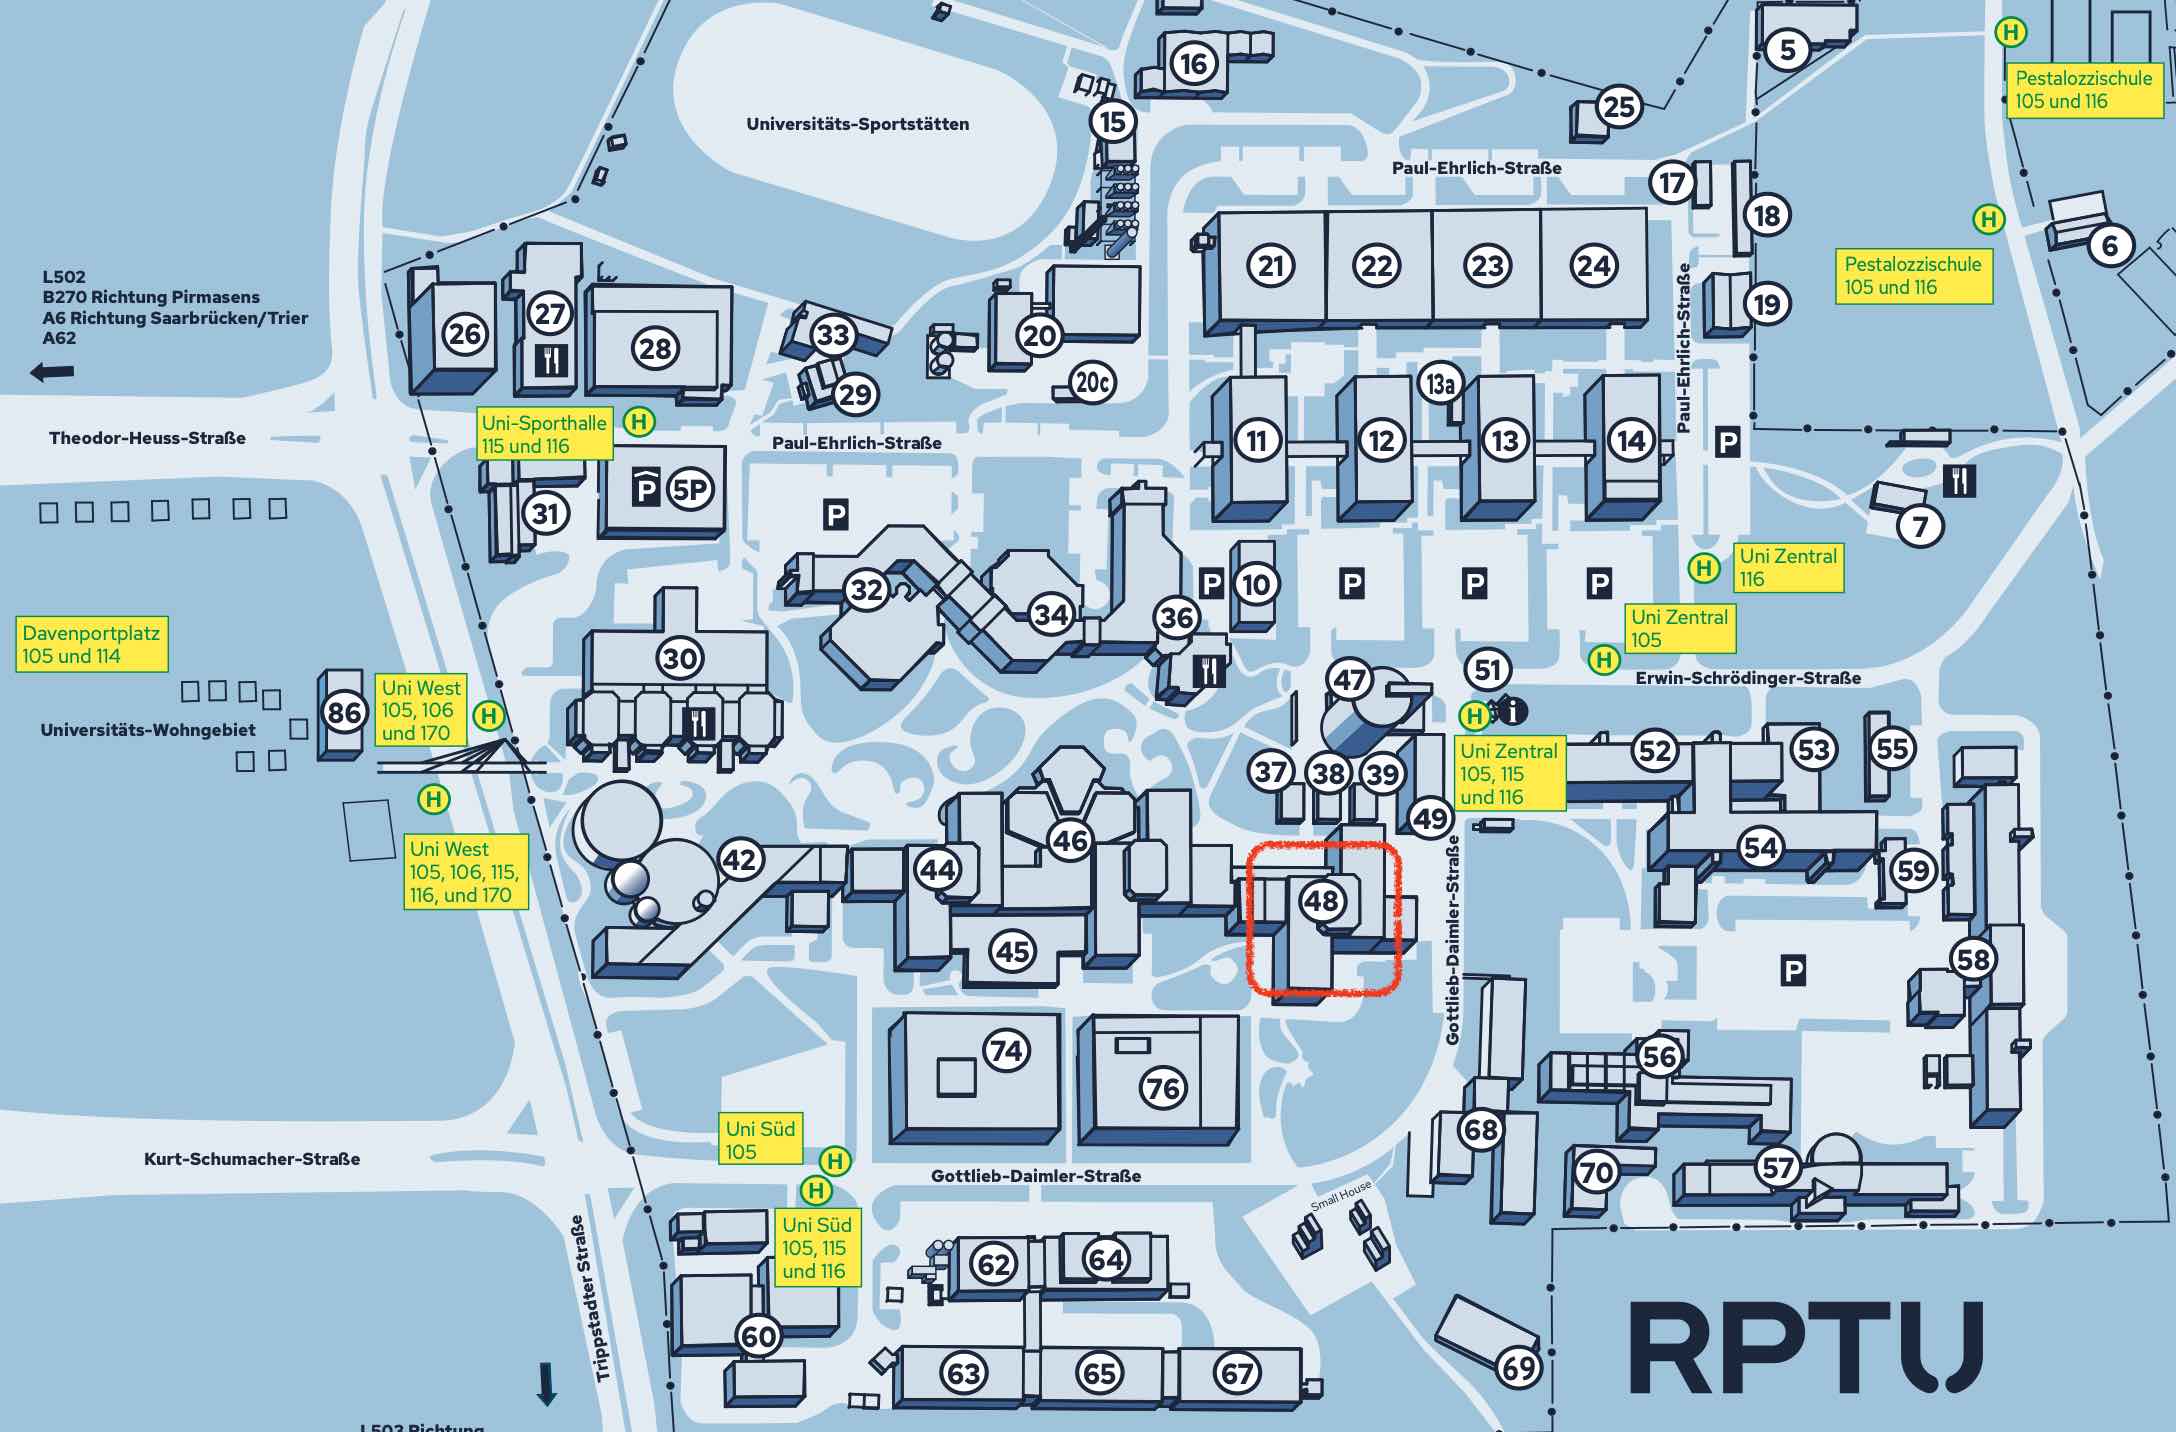 5
H
Pestalozzischule
105 und 116
16
25
15
Universitäts-Sportstätten
Paul-Ehrlich-Straße
17
18
H
6
Pestalozzischule
105 und 116
L502
B270 Richtung Pirmasens
A6 Richtung Saarbrücken/Trier
A62
26
27
28
33
29
20
20c
21
22
23
24
Paul-Ehrlich-Straße
19
Theodor-Heuss-Straße
Uni-Sporthalle
115 und 116
H
Paul-Ehrlich-Straße
11
12
13a
13
14
P
31
P
5P
P
7
32
34
36
P
10
P
P
P
H
Uni Zentral
116
Uni Zentral
105
H
Davenportplatz
105 und 114
30
47
51
Erwin-Schrödinger-Straße
86
Uni West
105, 106
und 170
H
Universitäts-Wohngebiet
H
i
Uni Zentral
105, 115
und 116
52
53
55
H
Uni West
105, 106, 115,
116, und 170
37
38
39
49
42
44
46
48
54
59
45
Gottlieb-Daimler-Straße
P
58
74
76
56
68
70
57
Uni Süd
105
H
H
Kurt-Schumacher-Straße
Gottlieb-Daimler-Straße
Small House
Uni Süd
105, 115
und 116
Trippstadter Straße
62
64
60
63
65
67
69
RPTU
L503 Richtung